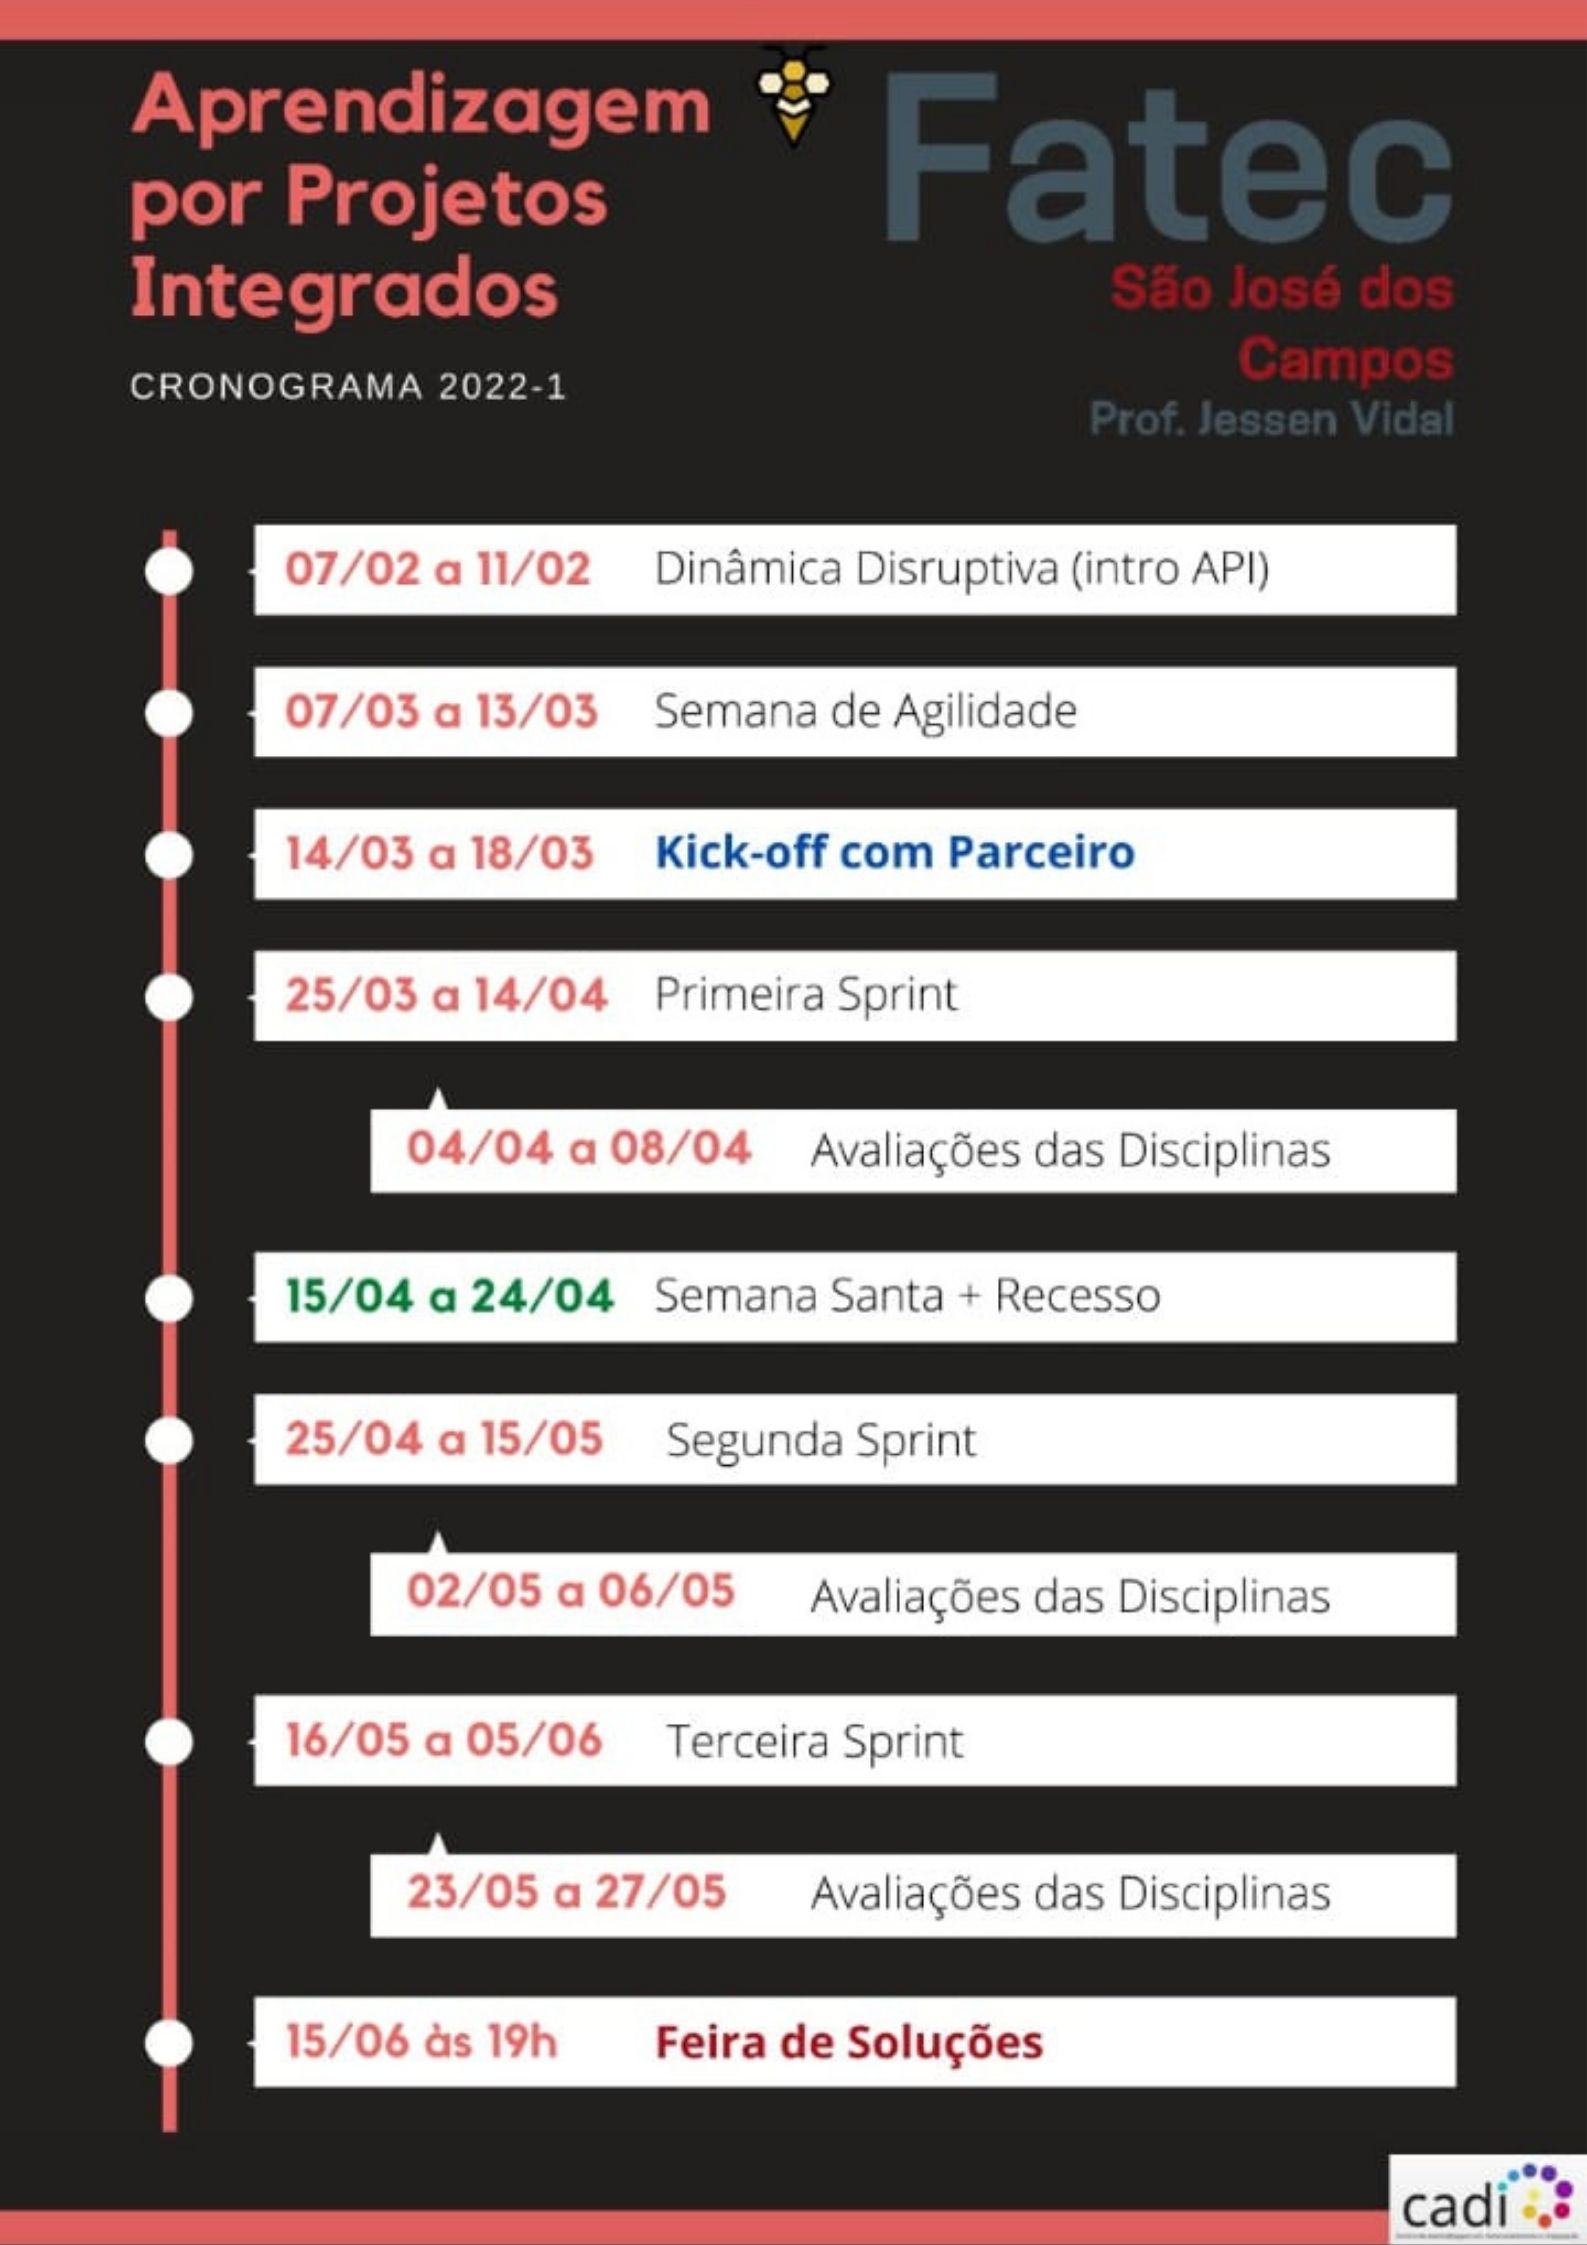 Aprendizagem
por Projetos
Integrados
CRONOGRAMA 2022-1
Fatec
São José dos
Campos
Prof. Jessen Vidal
07/02 a 11/02 Dinâmica Disruptiva (intro API)
07/03 a 13/03 Semana de Agilidade
14/03 a 18/03 Kick-off com Parceiro
25/03 a 14/04 Primeira Sprint
04/04 a 08/04 Avaliações das Disciplinas
15/04 a 24/04 Semana Santa + Recesso
25/04 a 15/05 Segunda Sprint
02/05 a 06/05 Avaliações das Disciplinas
16/05 a 05/06 Terceira Sprint
23/05 a 27/05 Avaliações das Disciplinas
15/06 às 19h Feira de Soluções
cadi